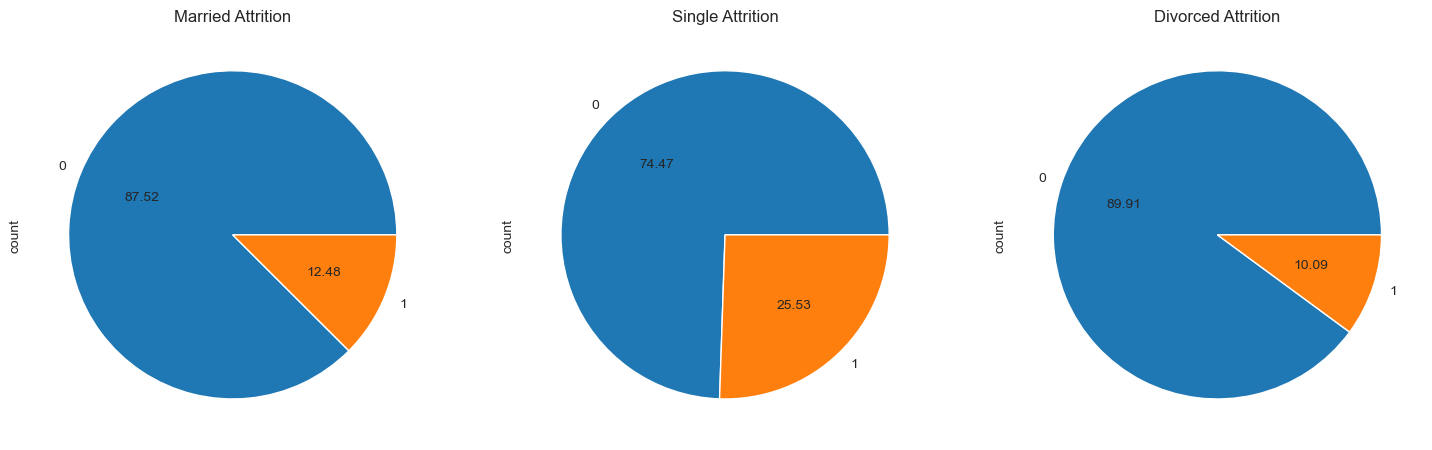 Married Attrition
0
87.52
12.48
1
count
Single Attrition
0
74.47
25.53
1
count
Divorced Attrition
0
89.91
10.09
1
count